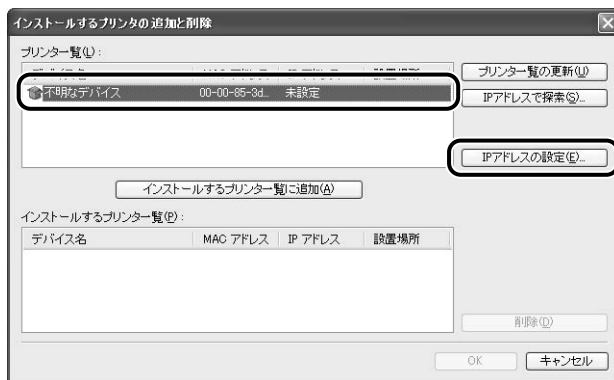 インストールするプリンタの追加と削除
プリンター覧(L):
プリンター覧の更新(U)
不明なデバイス 00-00-85-3d... 未設定
IPアドレスで探索(S)...
IPアドレスの設定(E)...
インストールするプリンター覧に追加(A)
インストールするプリンター覧(P):
デバイス名 MAC アドレス IP アドレス 設置場所
削除(D)
OK キャンセル